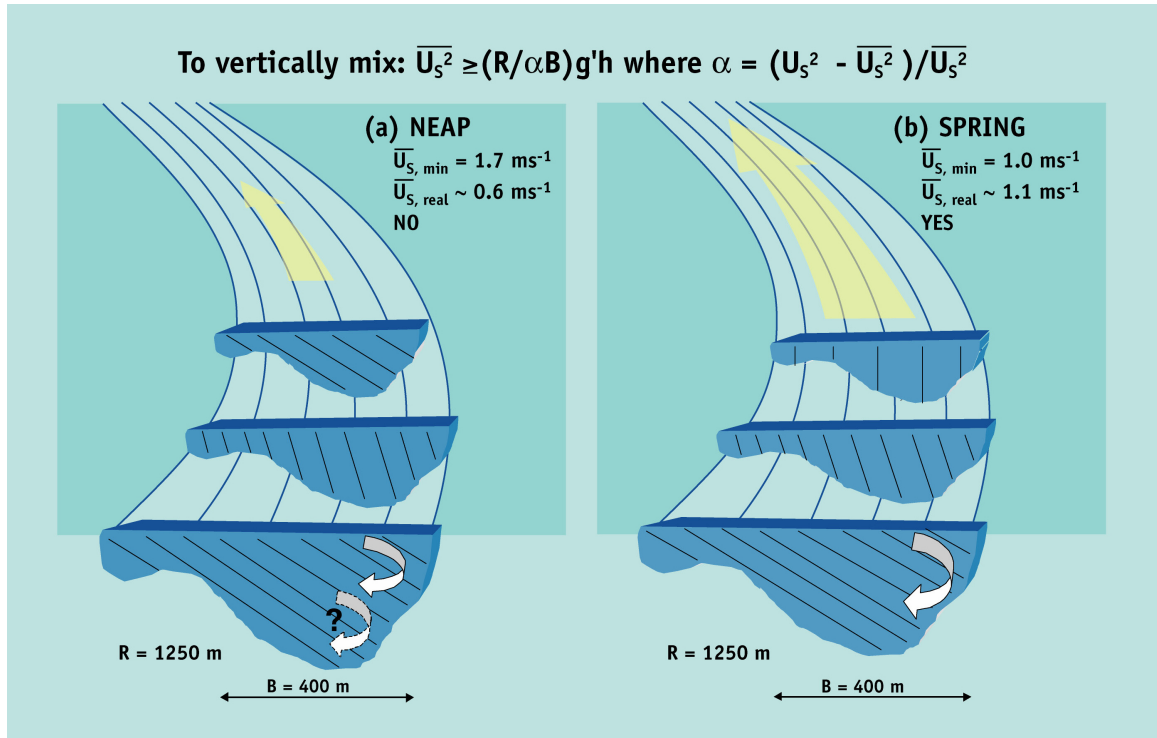 To vertically mix: U̅s̅²̅ ≥(R/αB)g'h where α = (Us² - U̅s̅²̅ )/U̅s̅²̅
(a) NEAP
U̅S, min = 1.7 ms⁻¹
U̅S, real ~ 0.6 ms⁻¹
NO
?
R = 1250 m
B = 400 m
(b) SPRING
U̅S, min = 1.0 ms⁻¹
U̅S, real ~ 1.1 ms⁻¹
YES
R = 1250 m
B = 400 m